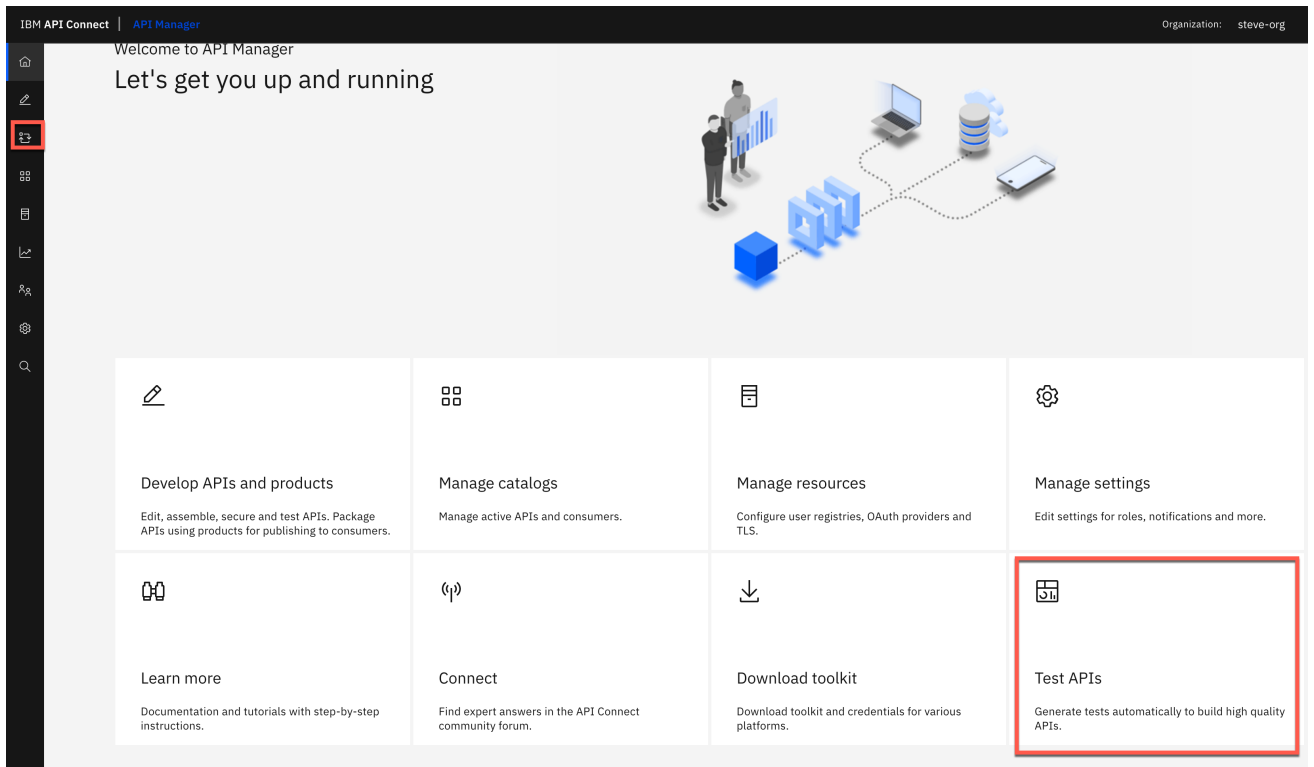 IBM API Connect | API Manager
Organization: steve-org
Welcome to API Manager
Let's get you up and running
Develop APIs and products
Edit, assemble, secure and test APIs. Package
APIs using products for publishing to consumers.
Manage catalogs
Manage active APIs and consumers.
Manage resources
Configure user registries, OAuth providers and
TLS.
Manage settings
Edit settings for roles, notifications and more.
Learn more
Documentation and tutorials with step-by-step
instructions.
Connect
Find expert answers in the API Connect
community forum.
Download toolkit
Download toolkit and credentials for various
platforms.
Test APIs
Generate tests automatically to build high quality
APIs.